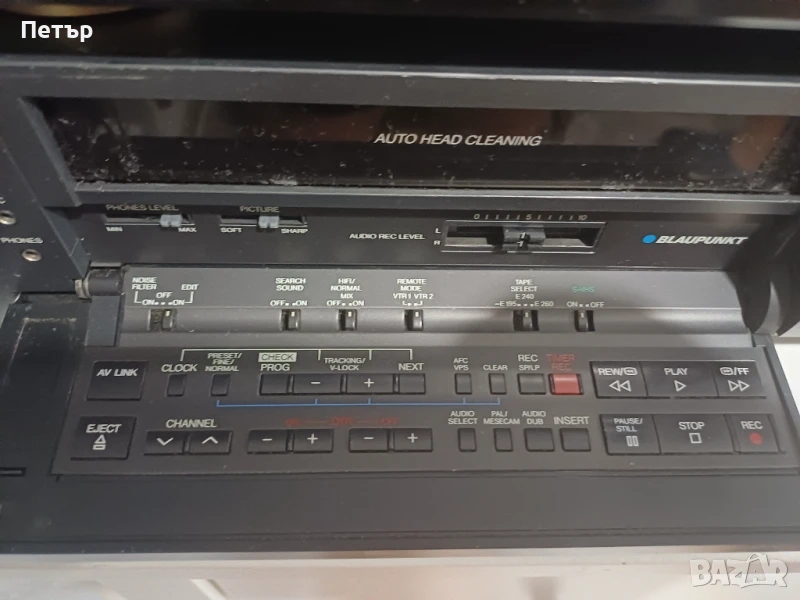 Петър
AUTO HEAD CLEANING
PHONES LEVEL
MIN MAX
PICTURE
SOFT SHARP
AUDIO REC LEVEL
L
R
0 5 10
BLAUPUNKT
PHONES
NOISE FILTER
OFF
EDIT
ON ON
SEARCH SOUND
OFF ON
HIFI/ NORMAL MIX
OFF ON
REMOTE MODE
VTR 1 VTR 2
TAPE SELECT
E 240
E 195 E 260
S-VHS
ON OFF
AV LINK
CLOCK
PRESET/ FINE/ NORMAL
CHECK
PROG
TRACKING/ V-LOCK
− +
NEXT
AFC VPS
CLEAR
REC SP/LP
TIMER REC
REW/
PLAY
/FF
EJECT
CHANNEL
− + − +
AUDIO SELECT
PAL/ MESECAM
AUDIO DUB
INSERT
PAUSE/ STILL
STOP
REC
BAZAR